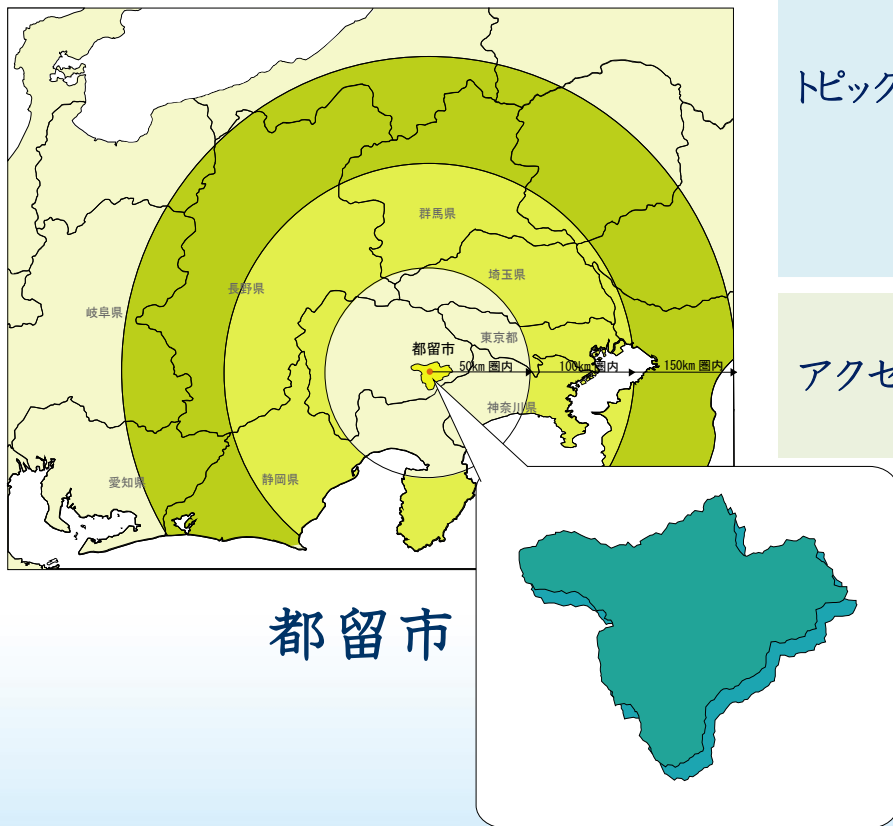 トピック
群馬県
埼玉県
長野県
岐阜県
東京都
都留市
50km 圏内
100km 圏内
150km 圏内
アクセ
神奈川県
愛知県
静岡県
都留市